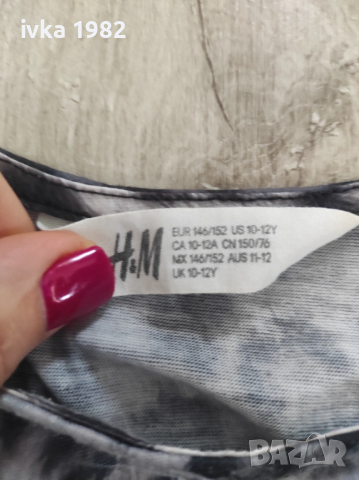 ivka 1982
H&M
EUR 146/152 US 10-12Y
CA 10-12A CN 150/76
MX 146/152 AUS 11-12
UK 10-12Y
BAZAR